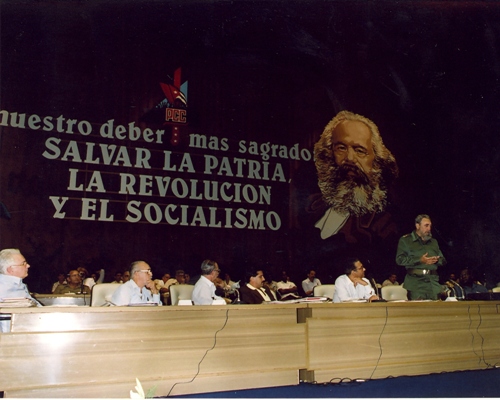 PCC
nuestro deber mas sagrado
SALVAR LA PATRIA,
LA REVOLUCION
Y EL SOCIALISMO